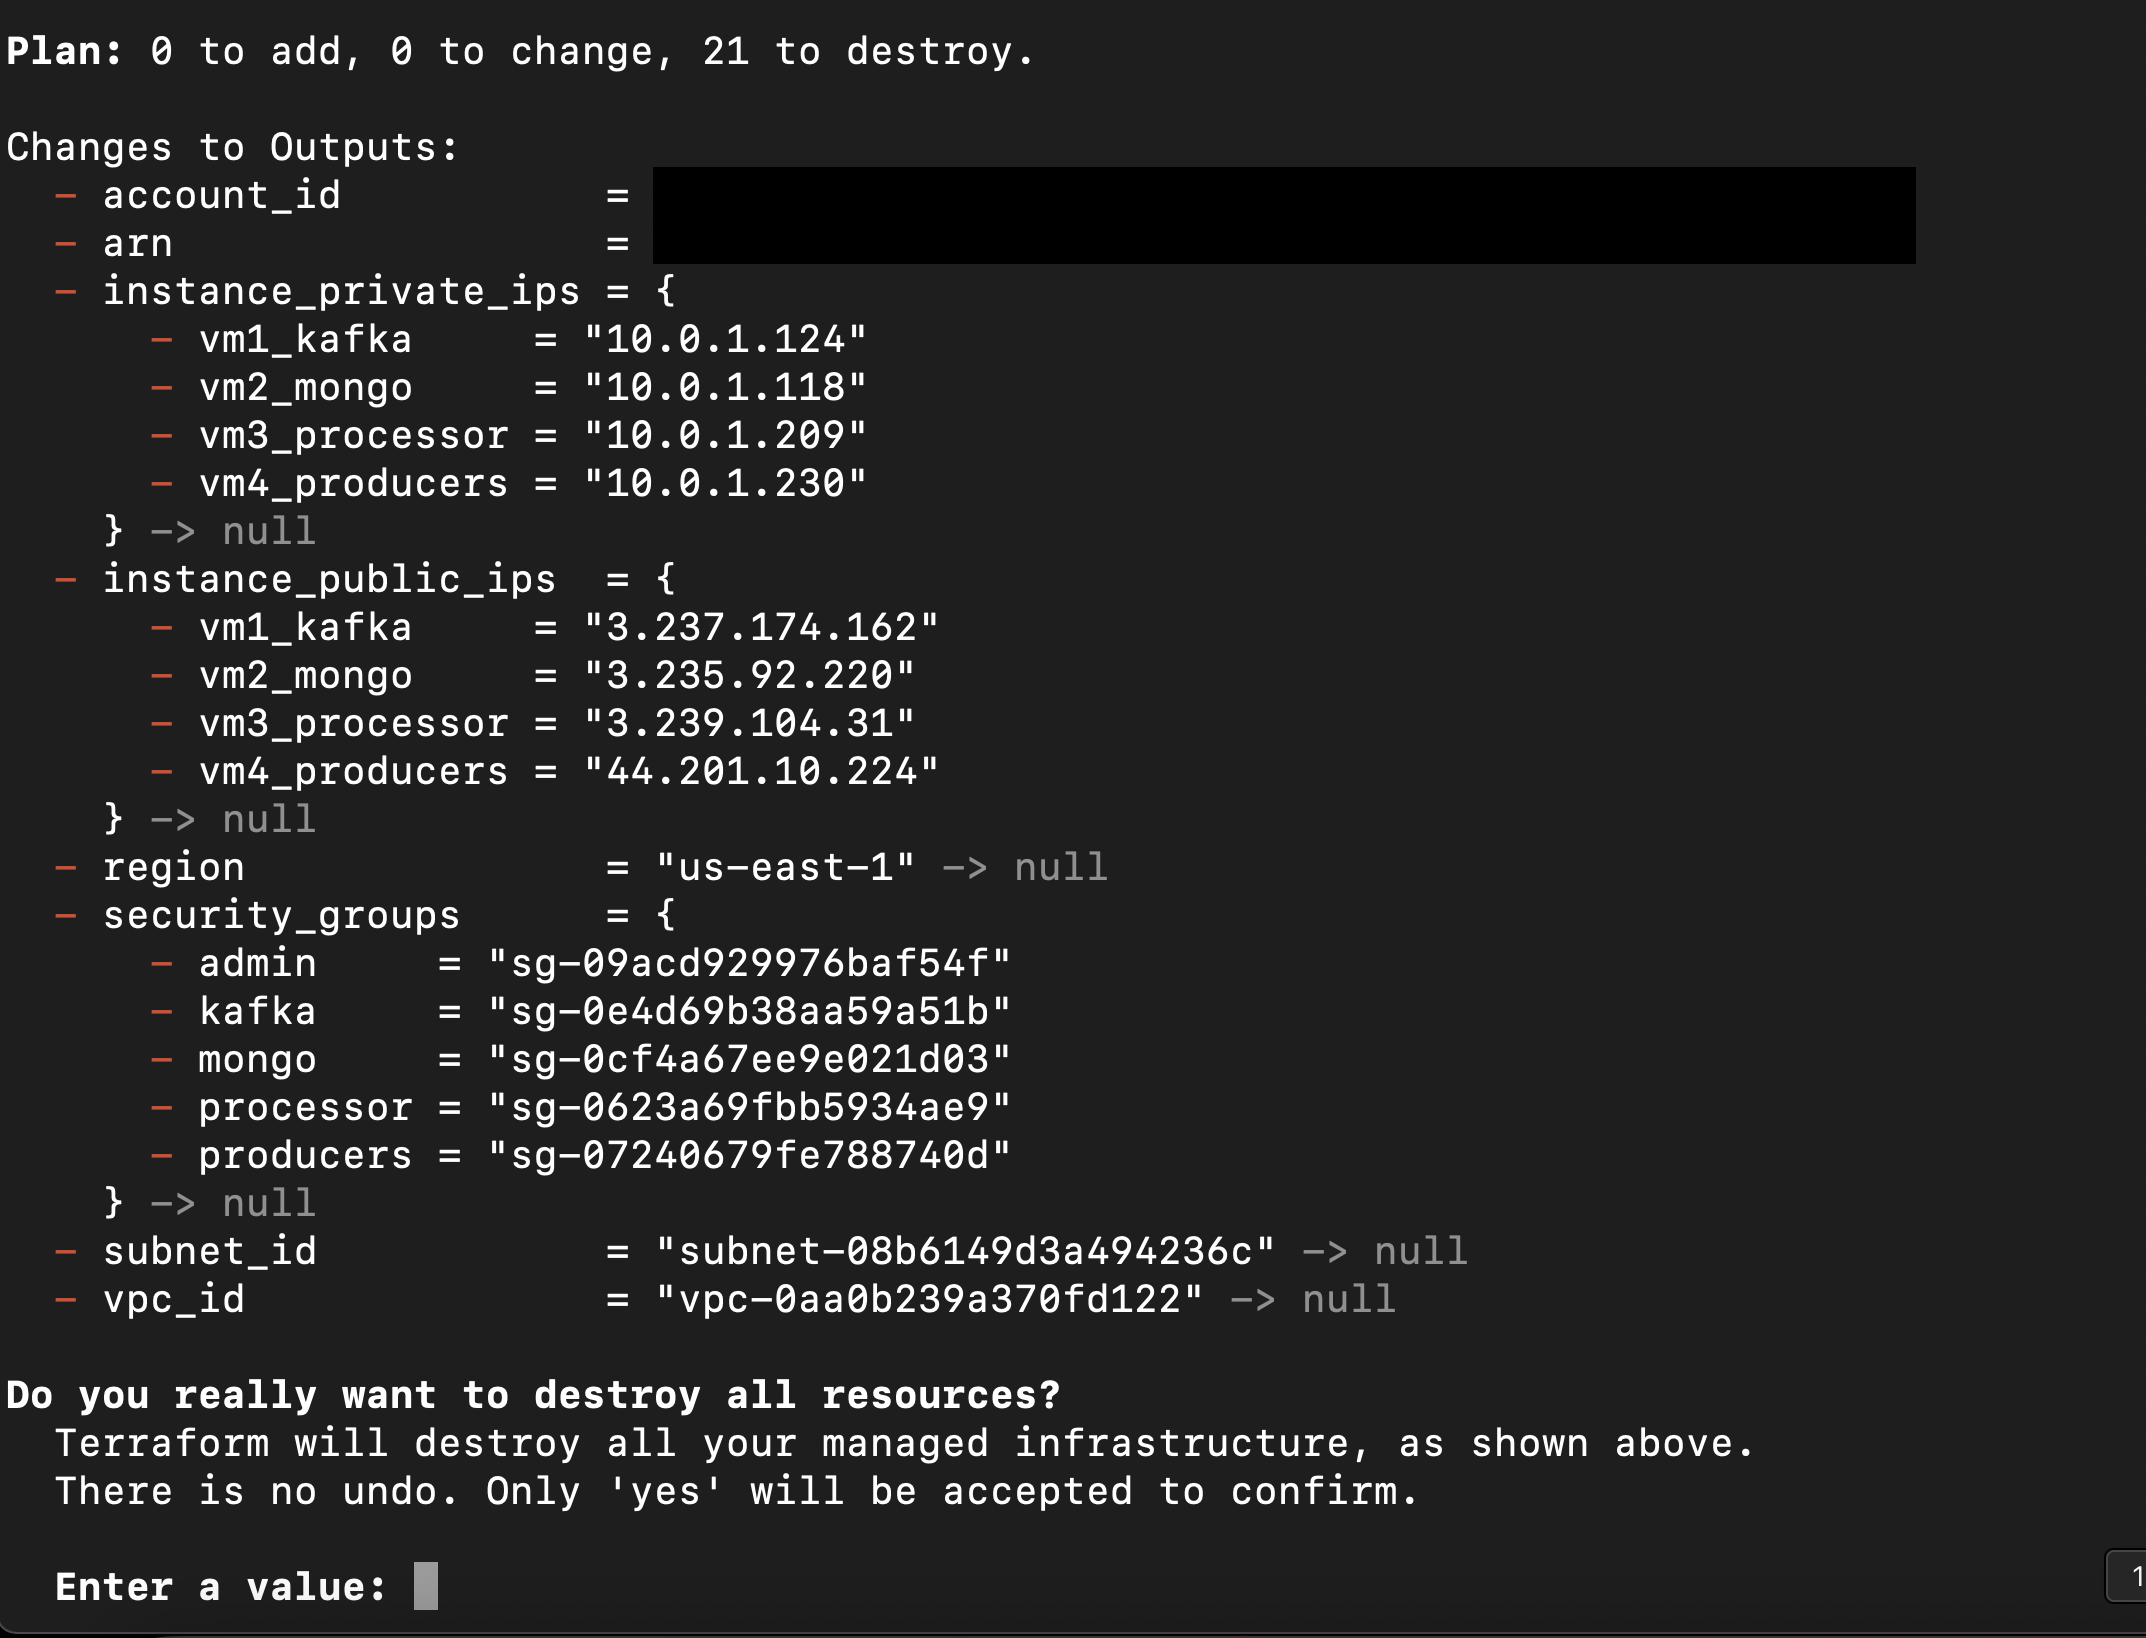 Plan: 0 to add, 0 to change, 21 to destroy.
Changes to Outputs:
- account_id =
- arn =
- instance_private_ips = {
- vm1_kafka = "10.0.1.124"
- vm2_mongo = "10.0.1.118"
- vm3_processor = "10.0.1.209"
- vm4_producers = "10.0.1.230"
} -> null
- instance_public_ips = {
- vm1_kafka = "3.237.174.162"
- vm2_mongo = "3.235.92.220"
- vm3_processor = "3.239.104.31"
- vm4_producers = "44.201.10.224"
} -> null
- region = "us-east-1" -> null
- security_groups = {
- admin = "sg-09acd929976baf54f"
- kafka = "sg-0e4d69b38aa59a51b"
- mongo = "sg-0cf4a67ee9e021d03"
- processor = "sg-0623a69fbb5934ae9"
- producers = "sg-07240679fe788740d"
} -> null
- subnet_id = "subnet-08b6149d3a494236c" -> null
- vpc_id = "vpc-0aa0b239a370fd122" -> null
Do you really want to destroy all resources?
Terraform will destroy all your managed infrastructure, as shown above.
There is no undo. Only 'yes' will be accepted to confirm.
Enter a value:
1